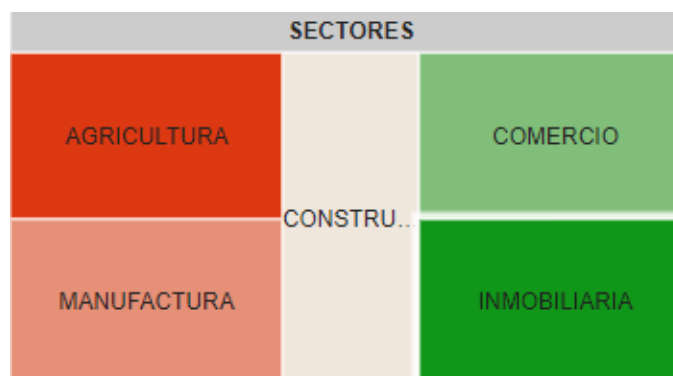 SECTORES
AGRICULTURA
MANUFACTURA
CONSTRU...
COMERCIO
INMOBILIARIA